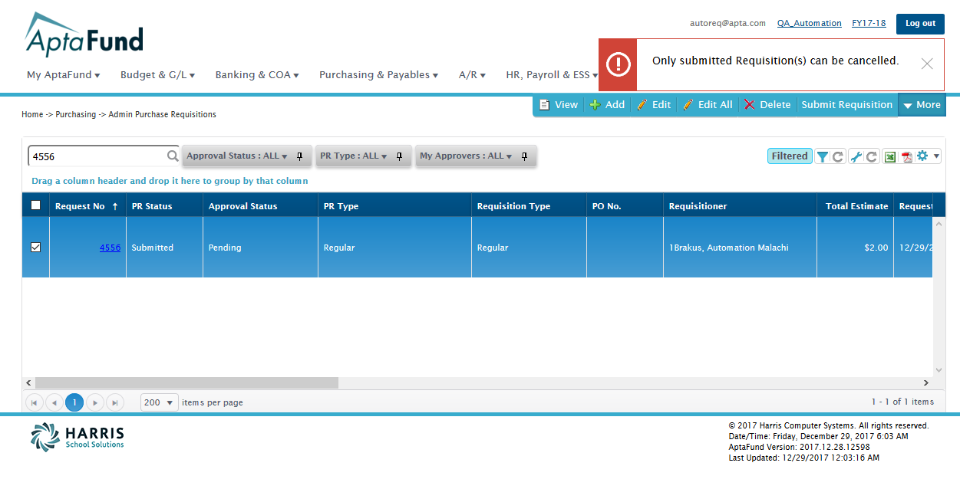 AptaFund
autoreq@apta.com QA_Automation FY17-18 Log out
Only submitted Requisition(s) can be cancelled.
My AptaFund Budget & G/L Banking & COA Purchasing & Payables A/R HR, Payroll & ESS
View Add Edit Edit All Delete Submit Requisition More
Home -> Purchasing -> Admin Purchase Requisitions
4556 Approval Status : ALL PR Type : ALL My Approvers : ALL Filtered
Drag a column header and drop it here to group by that column
Request No ↑ PR Status Approval Status PR Type Requisition Type PO No. Requisitioner Total Estimate Request
4556 Submitted Pending Regular Regular 1Brakus, Automation Malachi $2.00 12/29/2
1 200 items per page 1 - 1 of 1 items
HARRIS
School Solutions
© 2017 Harris Computer Systems. All rights reserved.
Date/Time: Friday, December 29, 2017 6:03 AM
AptaFund Version: 2017.12.28.12598
Last Updated: 12/29/2017 12:03:16 AM